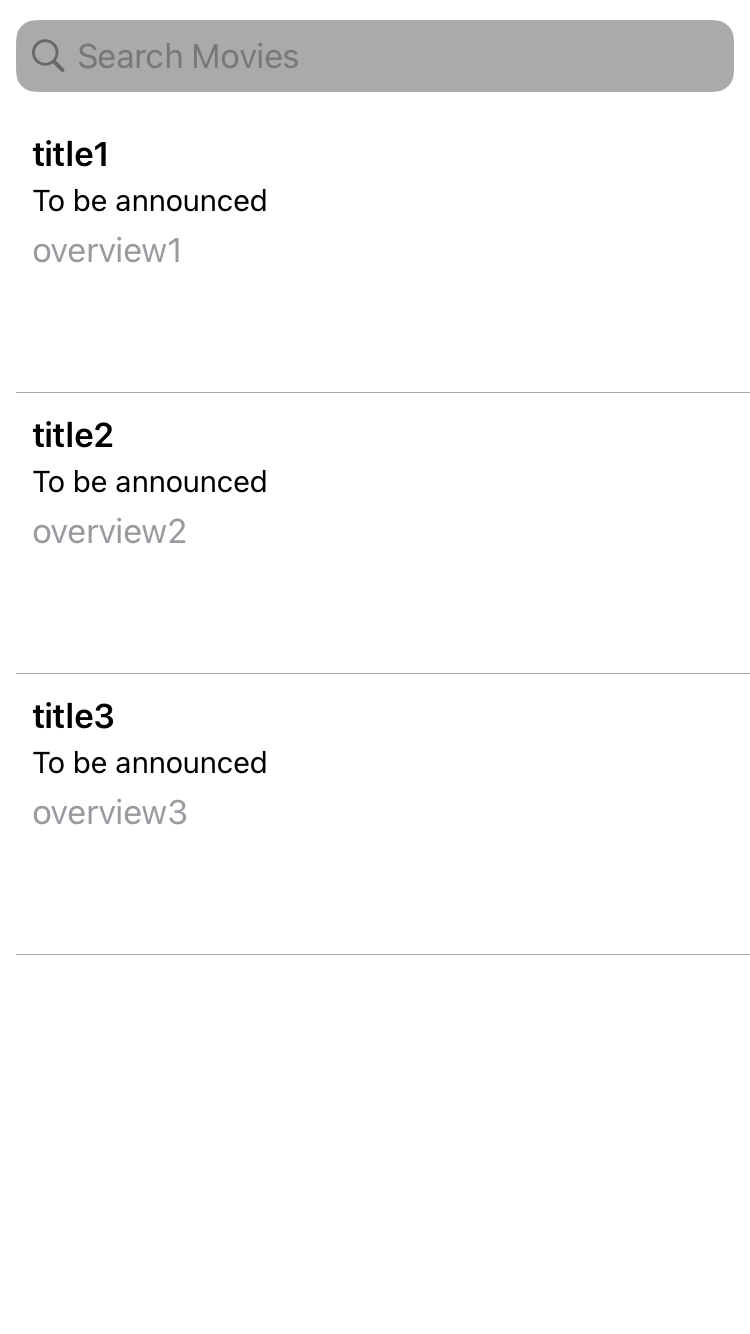 Search Movies
title1
To be announced
overview1
title2
To be announced
overview2
title3
To be announced
overview3